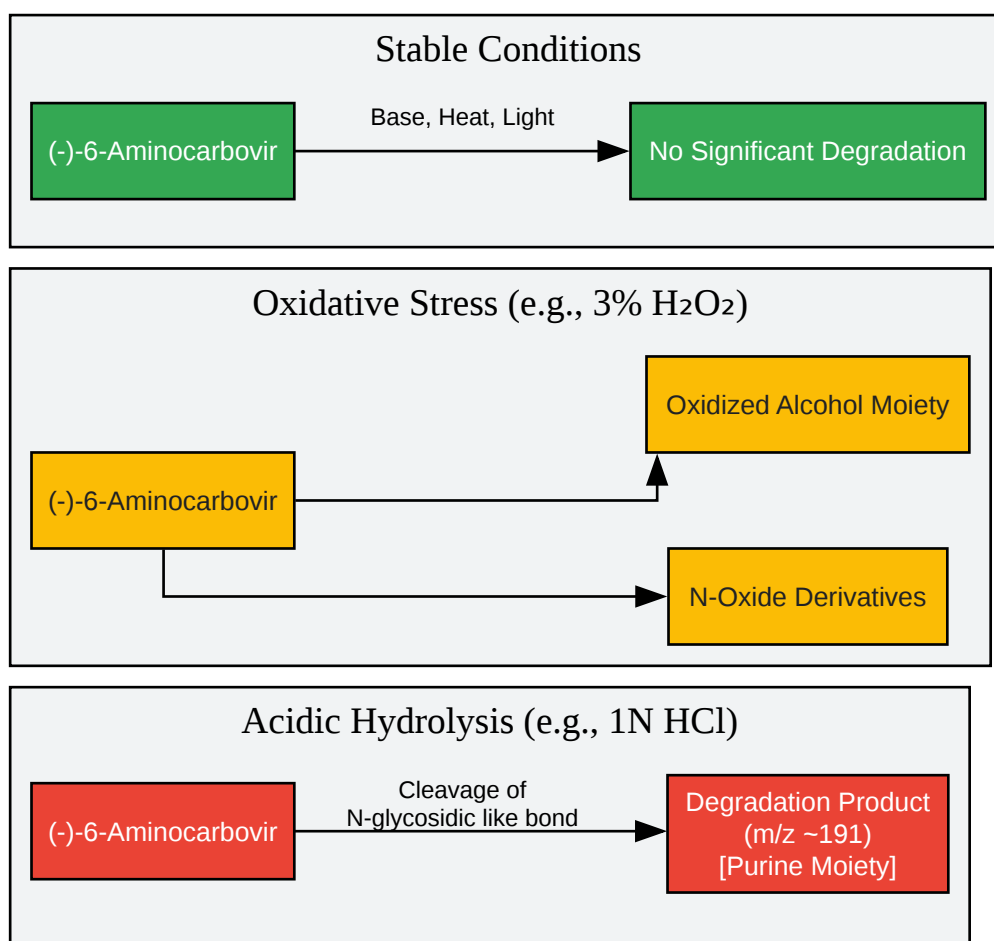 Stable Conditions
(-)-6-Aminocarbovir
Base, Heat, Light
No Significant Degradation
Oxidative Stress (e.g., 3% H₂O₂)
Oxidized Alcohol Moiety
(-)-6-Aminocarbovir
N-Oxide Derivatives
Acidic Hydrolysis (e.g., 1N HCl)
(-)-6-Aminocarbovir
Cleavage of
N-glycosidic like bond
Degradation Product
(m/z ~191)
[Purine Moiety]